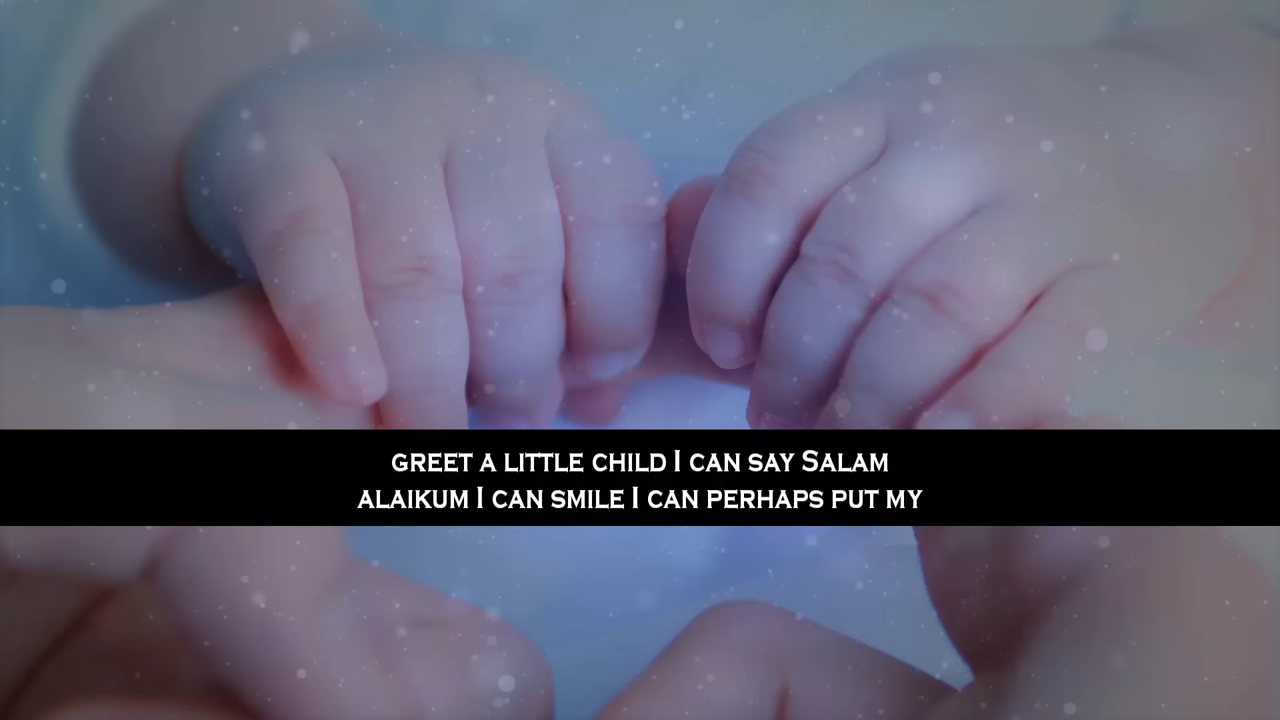 GREET A LITTLE CHILD I CAN SAY SALAM
ALAIKUM I CAN SMILE I CAN PERHAPS PUT MY